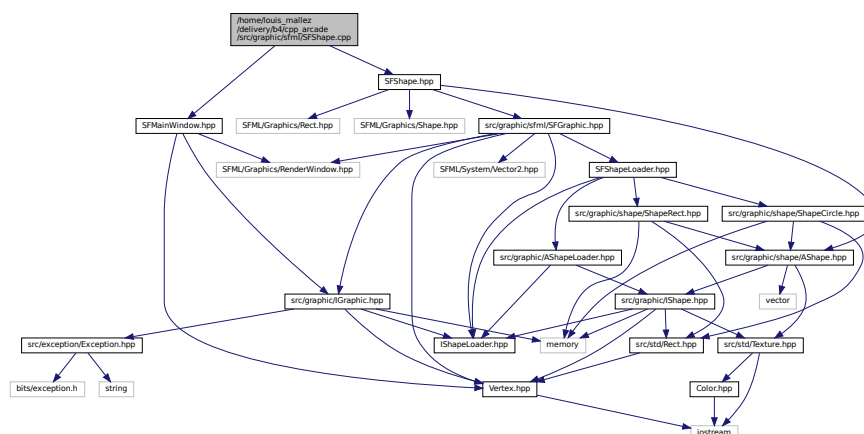 /home/louis_mallez
/delivery/b4/cpp_arcade
/src/graphic/sfml/SFShape.cpp
SFShape.hpp
SFMainWindow.hpp
SFML/Graphics/Rect.hpp
SFML/Graphics/Shape.hpp
src/graphic/sfml/SFGraphic.hpp
SFML/Graphics/RenderWindow.hpp
SFML/System/Vector2.hpp
SFShapeLoader.hpp
src/graphic/shape/ShapeRect.hpp
src/graphic/shape/ShapeCircle.hpp
src/graphic/AShapeLoader.hpp
src/graphic/shape/AShape.hpp
src/graphic/IGraphic.hpp
src/graphic/IShape.hpp
vector
src/exception/Exception.hpp
IShapeLoader.hpp
memory
src/std/Rect.hpp
src/std/Texture.hpp
bits/exception.h
string
Vertex.hpp
Color.hpp
iostream